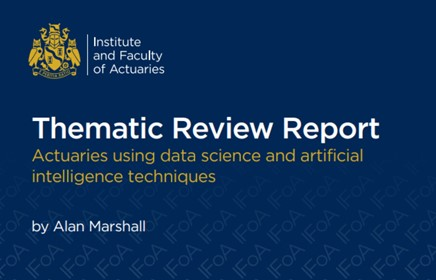 Institute
and Faculty
of Actuaries
Thematic Review Report
Actuaries using data science and artificial
intelligence techniques
by Alan Marshall